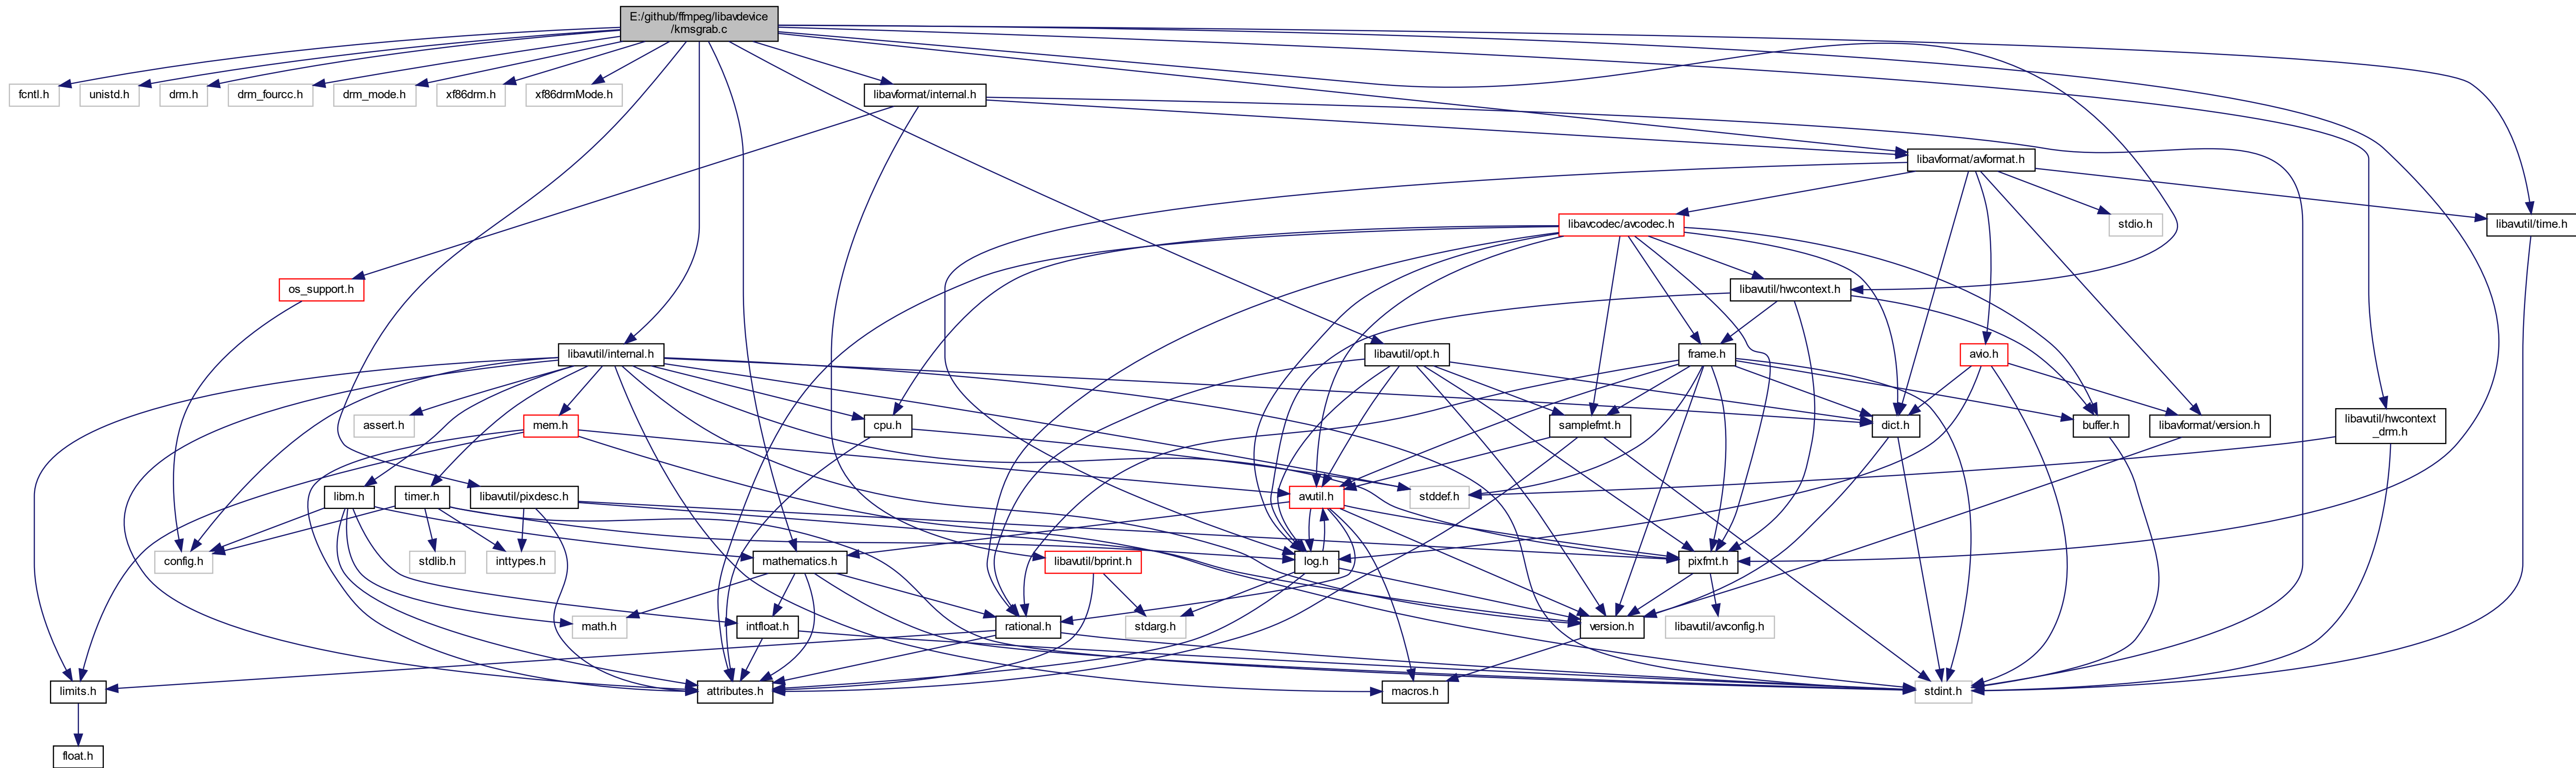 E:/github/ffmpeg/libavdevice
/kmsgrab.c
fcntl.h
unistd.h
drm.h
drm_fourcc.h
drm_mode.h
xf86drm.h
xf86drmMode.h
libavformat/internal.h
libavformat/avformat.h
libavcodec/avcodec.h
stdio.h
libavutil/time.h
os_support.h
libavutil/hwcontext.h
libavutil/internal.h
libavutil/opt.h
frame.h
avio.h
assert.h
mem.h
cpu.h
samplefmt.h
dict.h
buffer.h
libavformat/version.h
libavutil/hwcontext
_drm.h
libm.h
timer.h
libavutil/pixdesc.h
avutil.h
stddef.h
config.h
stdlib.h
inttypes.h
mathematics.h
libavutil/bprint.h
log.h
pixfmt.h
math.h
intfloat.h
rational.h
stdarg.h
version.h
libavutil/avconfig.h
limits.h
attributes.h
macros.h
stdint.h
float.h